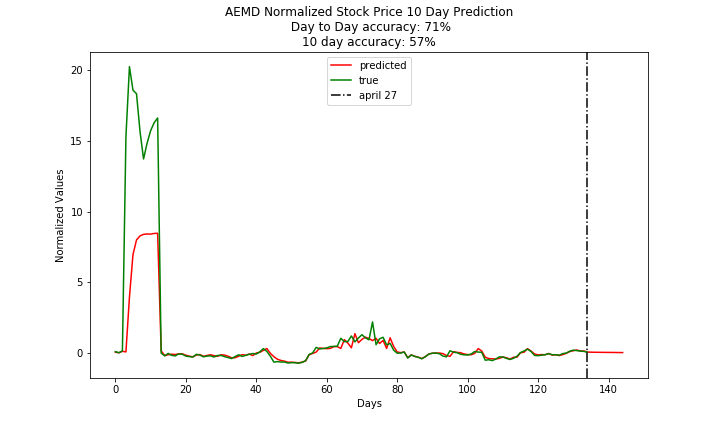 AEMD Normalized Stock Price 10 Day Prediction
Day to Day accuracy: 71%
10 day accuracy: 57%
predicted
true
april 27
20
15
10
5
0
Normalized Values
0 20 40 60 80 100 120 140
Days